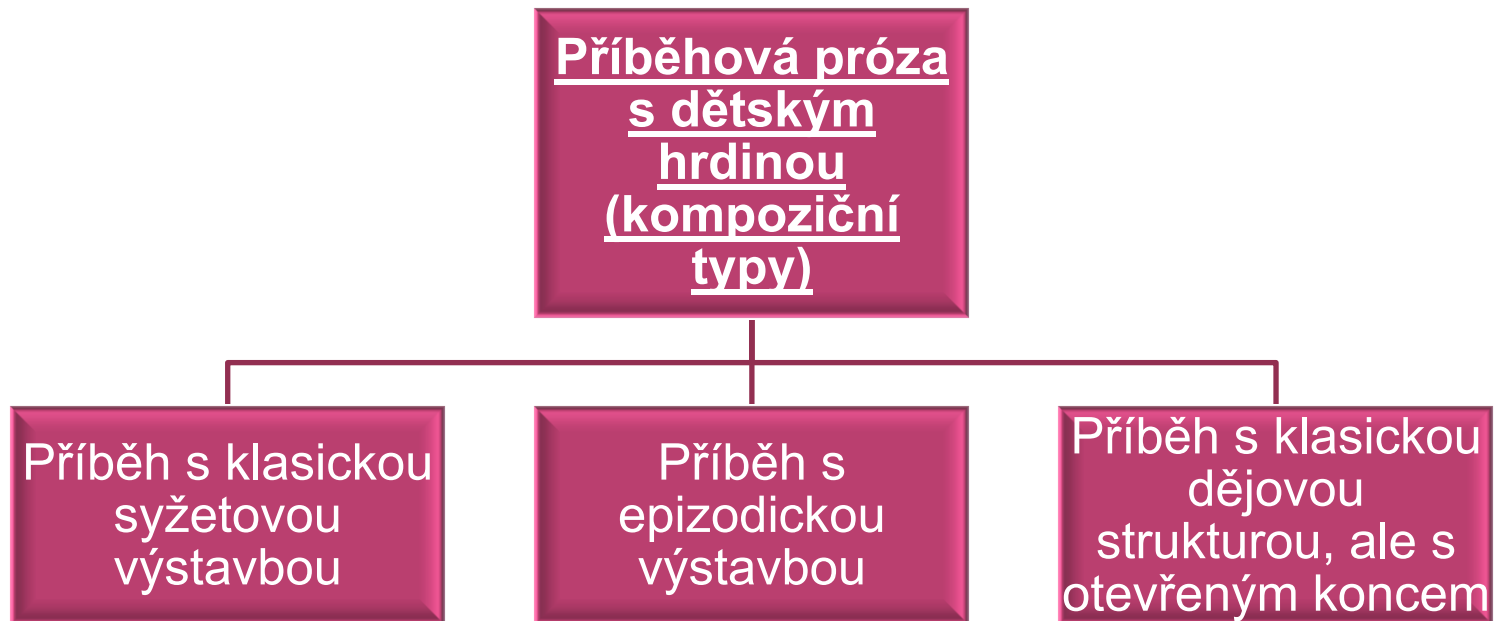 Příběhová próza
s dětským
hrdinou
(kompoziční
typy)
Příběh s klasickou
syžetovou
výstavbou
Příběh s
epizodickou
výstavbou
Příběh s klasickou
dějovou
strukturou, ale s
otevřeným koncem